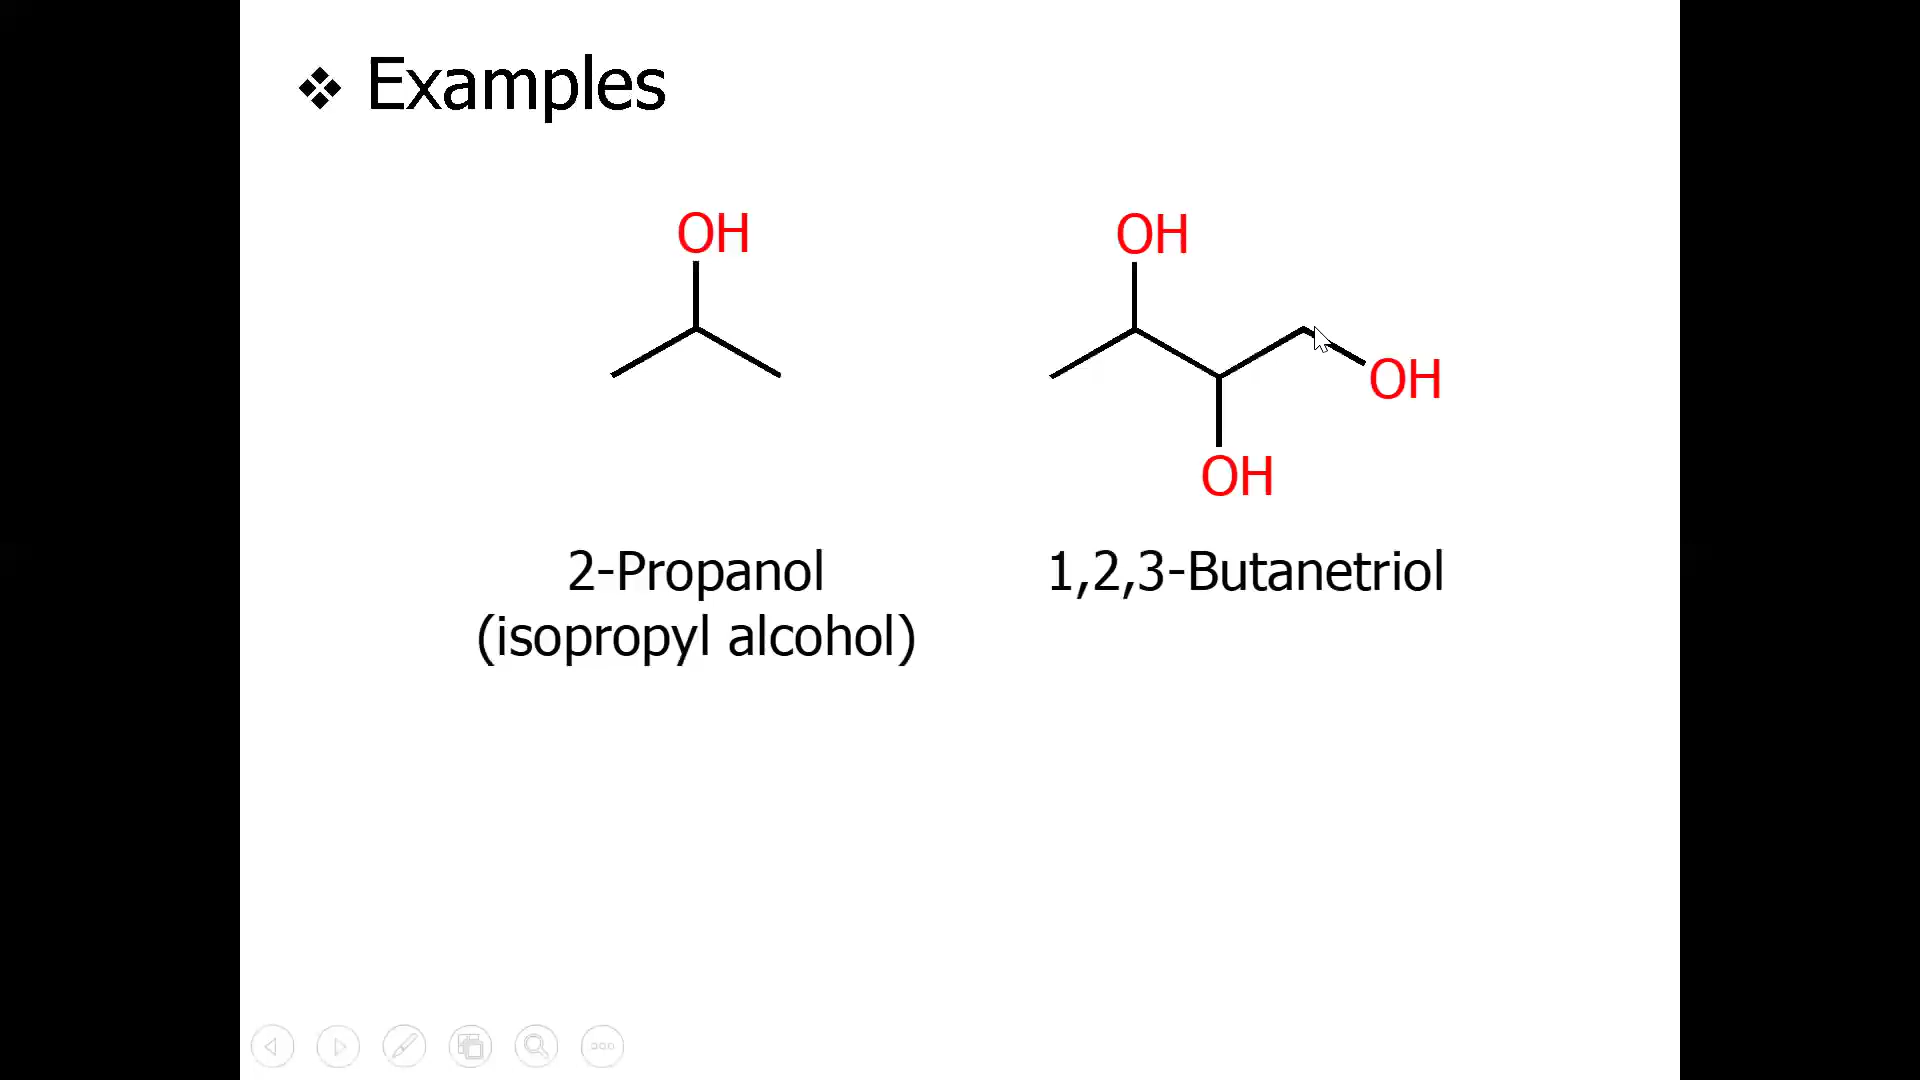 ❖ Examples
OH
OH
OH
OH
2-Propanol
(isopropyl alcohol)
1,2,3-Butanetriol